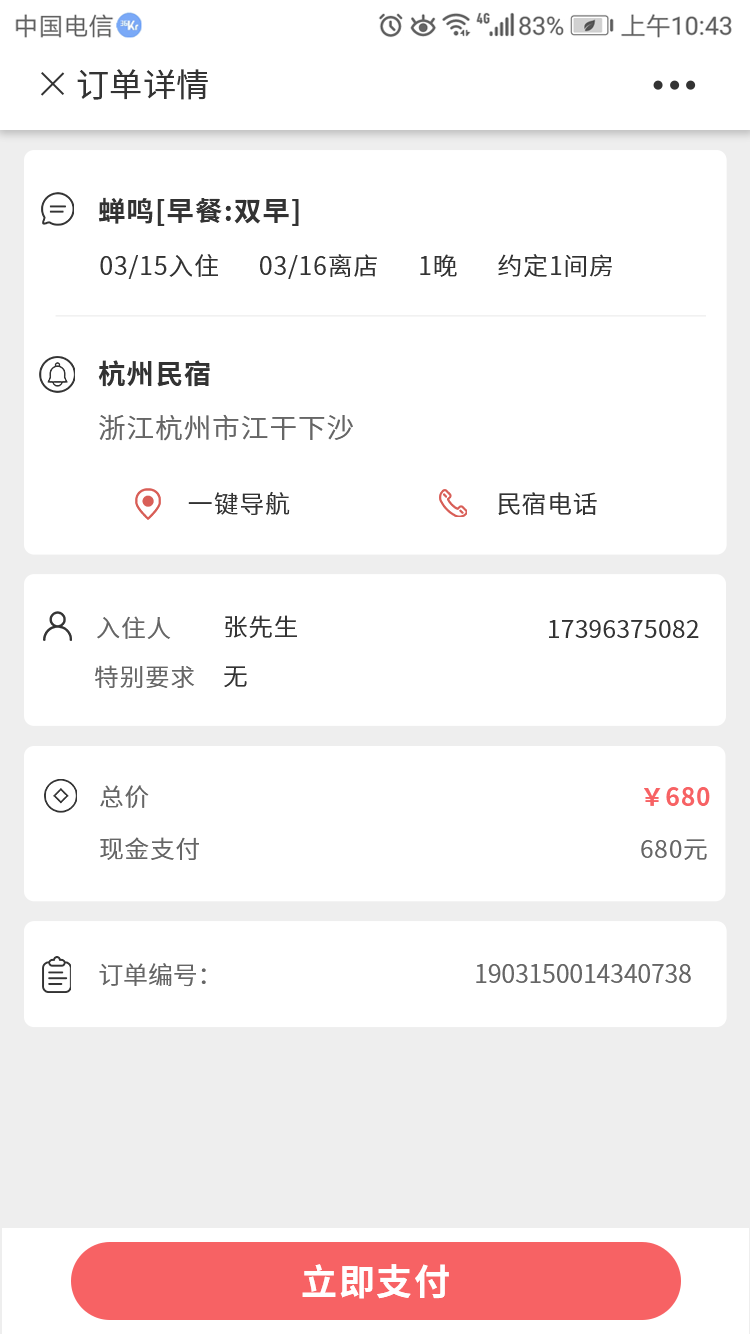 中国电信 36Kr 4G 83% 上午10:43
订单详情
蝉鸣[早餐:双早]
03/15入住 03/16离店 1晚 约定1间房
杭州民宿
浙江杭州市江干下沙
一键导航 民宿电话
入住人 张先生 17396375082
特别要求 无
总价 ￥680
现金支付 680元
订单编号： 1903150014340738
立即支付